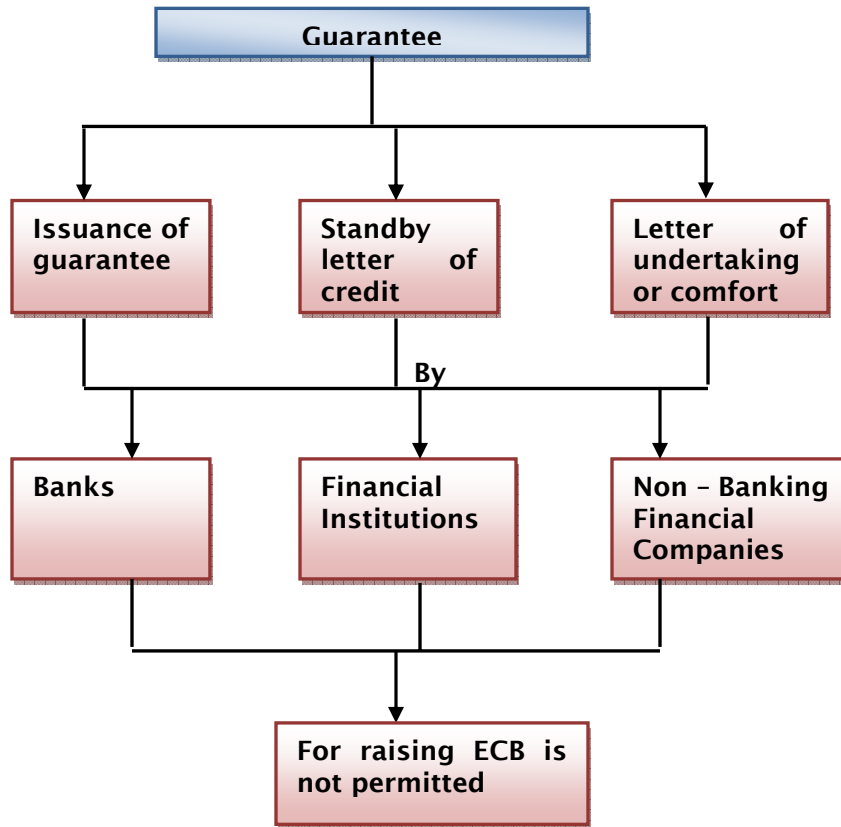 Guarantee
Issuance of
guarantee
Standby
letter of
credit
Letter of
undertaking
or comfort
By
Banks
Financial
Institutions
Non – Banking
Financial
Companies
For raising ECB is
not permitted